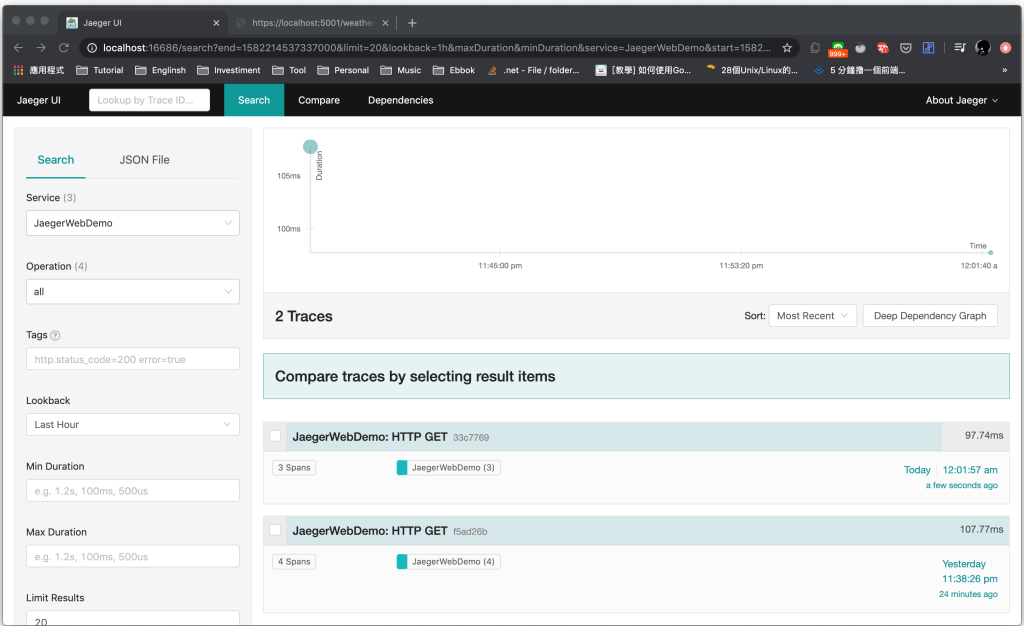 Jaeger UI
https://localhost:5001/weathe
localhost:16686/search?end=1582214537337000&limit=20&lookback=1h&maxDuration&minDuration&service=JaegerWebDemo&start=1582...
999+
應用程式
Tutorial
Englinsh
Investiment
Tool
Personal
Music
Ebbok
.net - File / folder...
[教學] 如何使用Go...
28個Unix/Linux的...
5 分鐘擼一個前端...
»
Jaeger UI
Lookup by Trace ID...
Search
Compare
Dependencies
About Jaeger
Search
JSON File
Service (3)
JaegerWebDemo
Operation (4)
all
Tags ?
http.status_code=200 error=true
Lookback
Last Hour
Min Duration
e.g. 1.2s, 100ms, 500us
Max Duration
e.g. 1.2s, 100ms, 500us
Limit Results
20
Duration
105ms
100ms
Time
11:45:00 pm
11:53:20 pm
12:01:40 a
2 Traces
Sort:
Most Recent
Deep Dependency Graph
Compare traces by selecting result items
JaegerWebDemo: HTTP GET 33c7769
97.74ms
3 Spans
JaegerWebDemo (3)
Today
12:01:57 am
a few seconds ago
JaegerWebDemo: HTTP GET f5ad26b
107.77ms
4 Spans
JaegerWebDemo (4)
Yesterday
11:38:26 pm
24 minutes ago